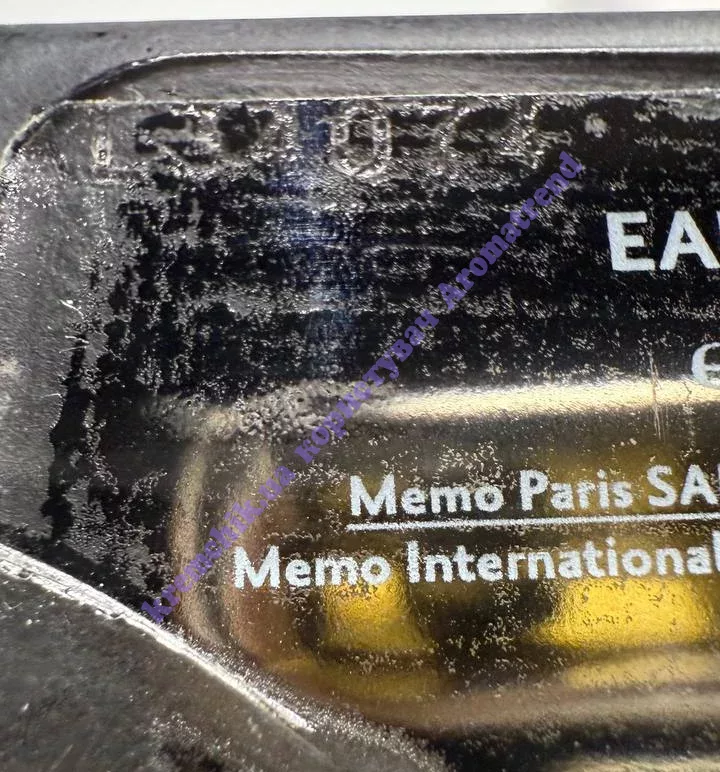 EA
Memo Paris SA
Memo International
kremchik.ua користувач Aromatrend